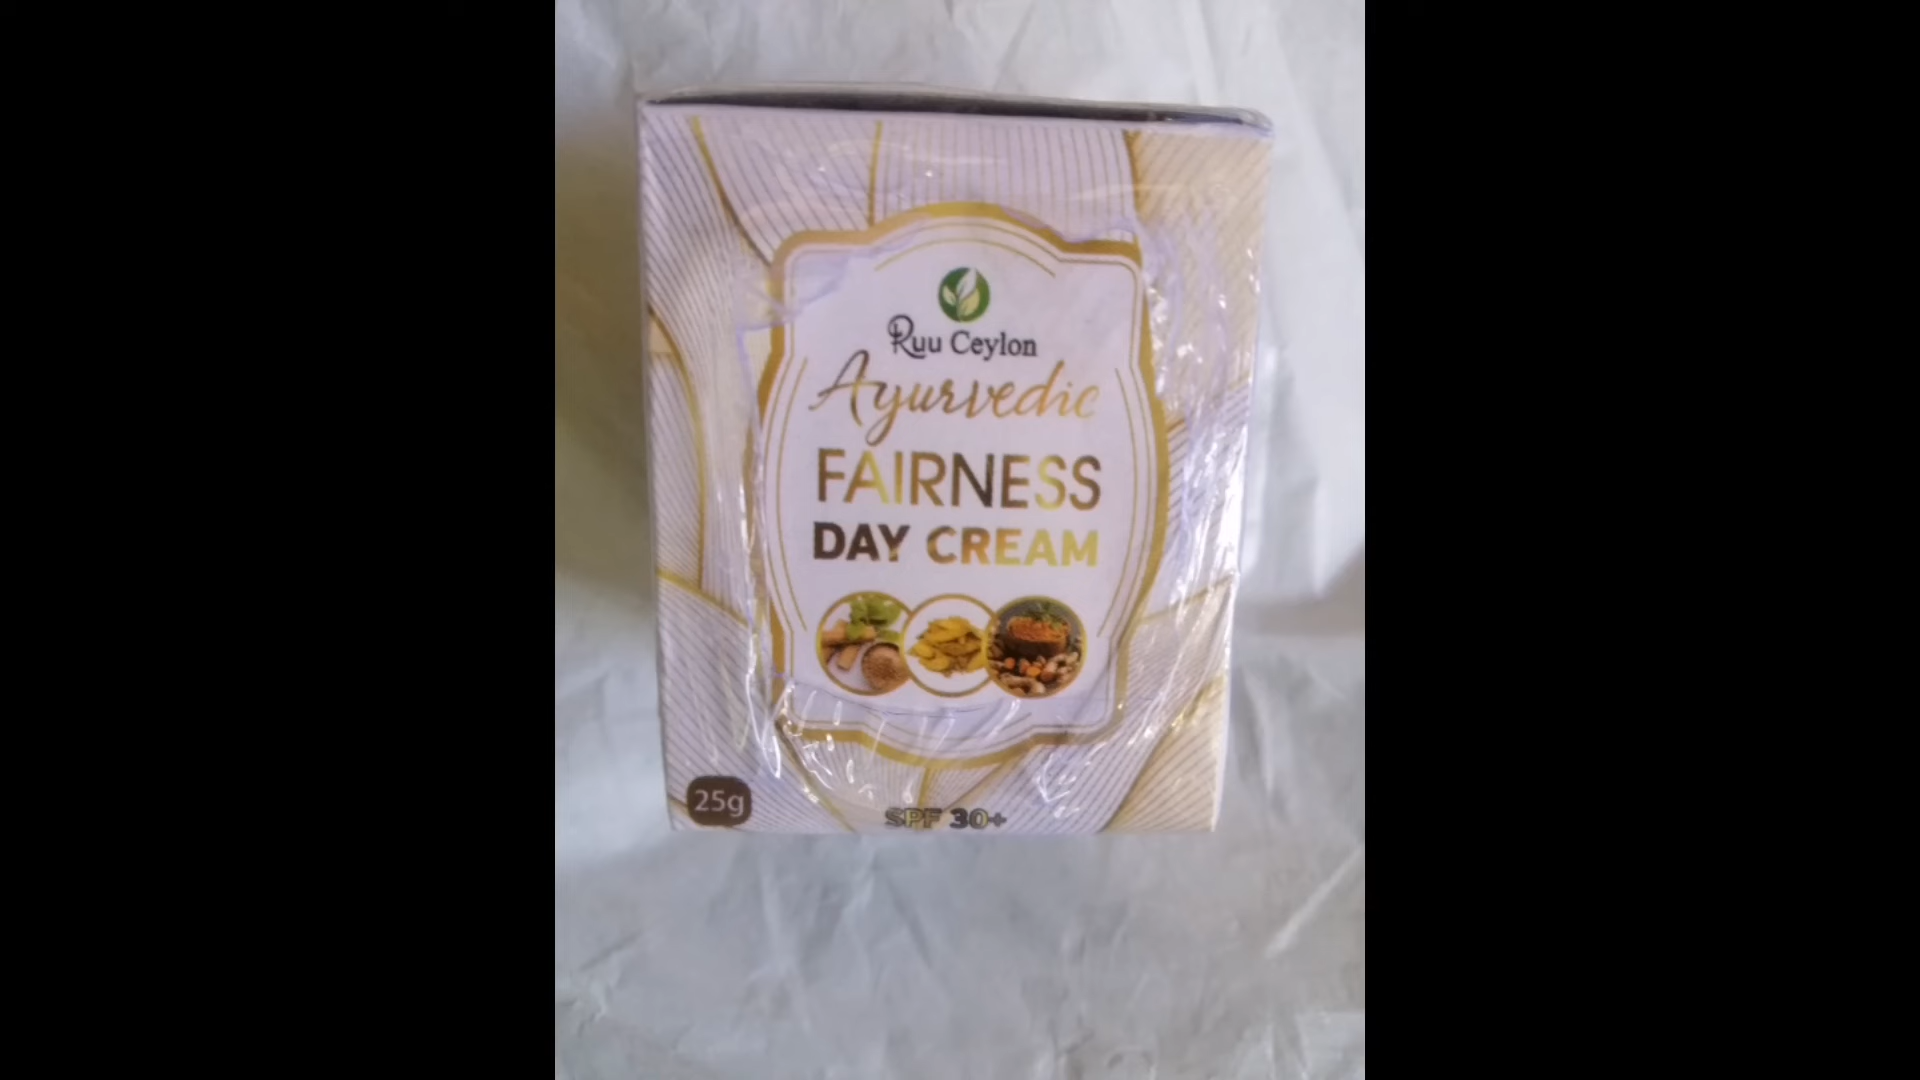 Ruu Ceylon
Ayurvedic
FAIRNESS
DAY CREAM
25g
SPF 30+